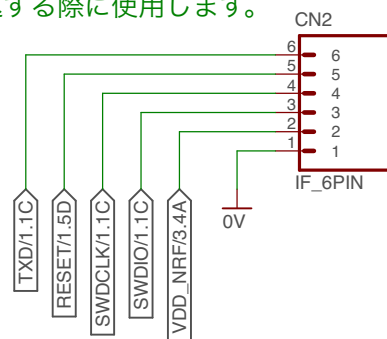 する際に使用します。
CN2
6 6
5 5
4 4
3 3
2 2
1 1
IF_6PIN
0V
TXD/1.1C
RESET/1.5D
SWDCLK/1.1C
SWDIO/1.1C
VDD_NRF/3.4A